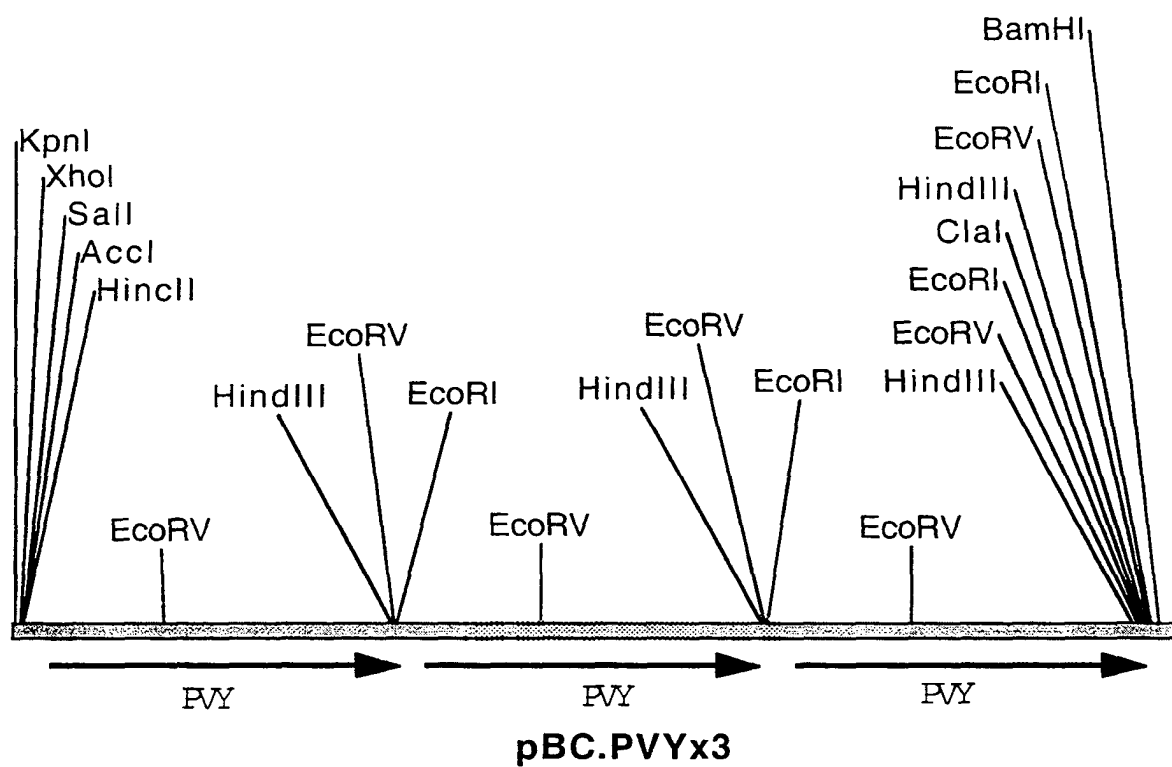 BamHI
EcoRI
EcoRV
HindIII
ClaI
EcoRI
EcoRV
HindIII
KpnI
XhoI
SalI
AccI
HincII
EcoRV
HindIII
EcoRI
EcoRV
HindIII
EcoRI
EcoRV
EcoRV
EcoRV
PVY
PVY
PVY
pBC.PVYx3